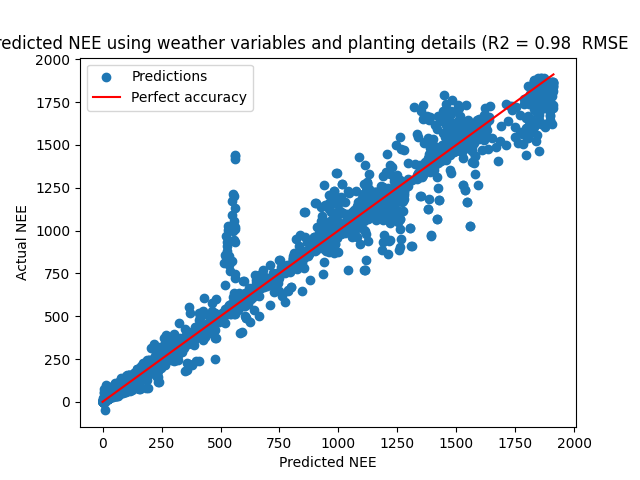 redicted NEE using weather variables and planting details (R2 = 0.98  RMSE
Predictions
Perfect accuracy
2000
1750
1500
1250
1000
750
500
250
0
Actual NEE
0 250 500 750 1000 1250 1500 1750 2000
Predicted NEE